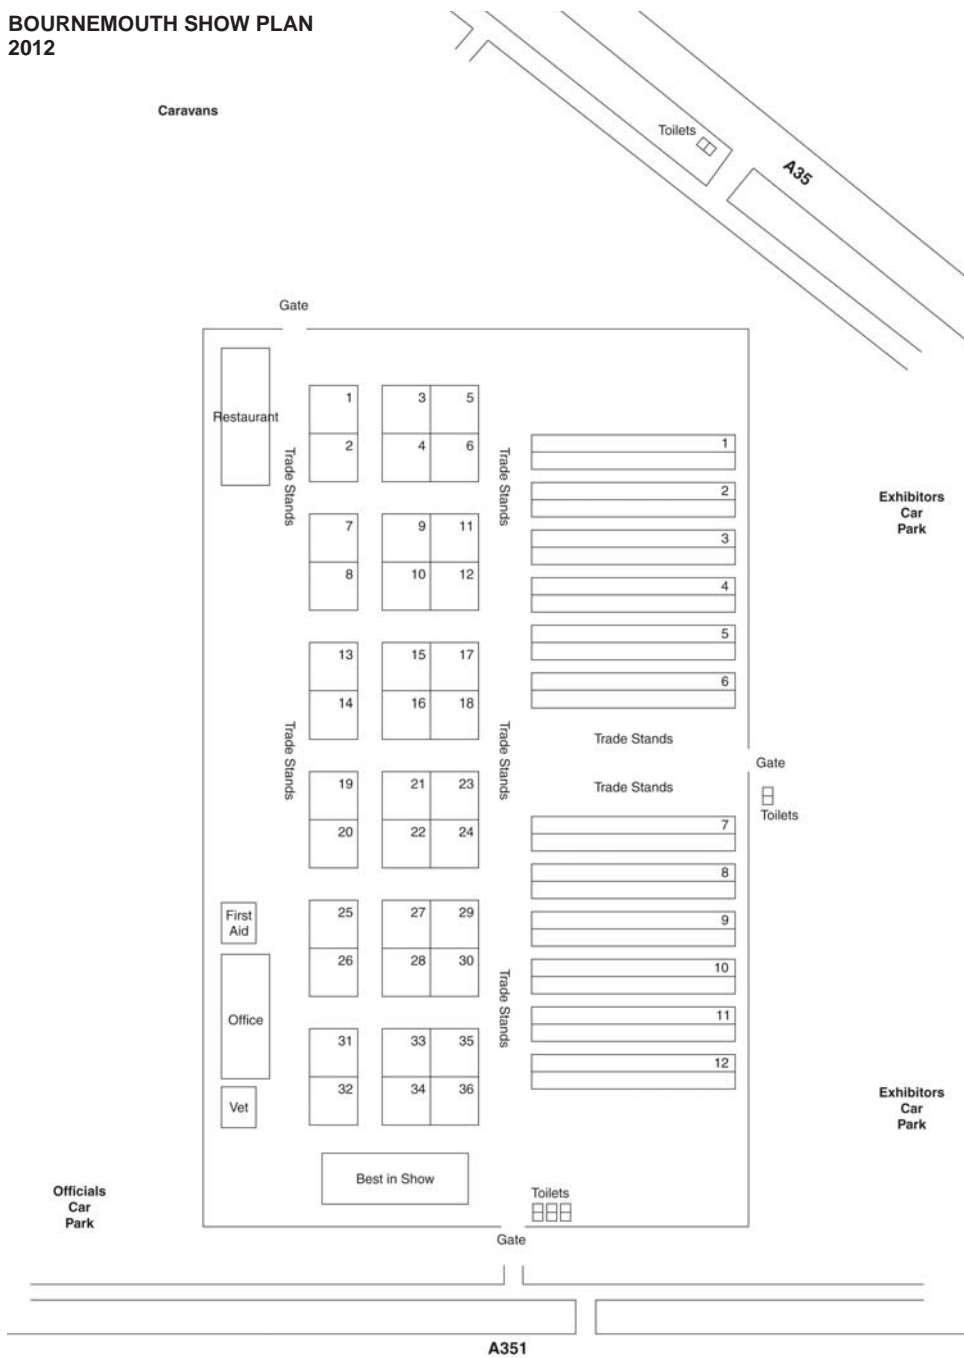 BOURNEMOUTH SHOW PLAN
2012
Caravans
Toilets
A35
Gate
Restaurant
Trade Stands
Trade Stands
1
3
5
2
4
6
7
9
11
8
10
12
13
15
17
14
16
18
Trade Stands
Trade Stands
19
21
23
20
22
24
25
27
29
26
28
30
Trade Stands
31
33
35
32
34
36
1
2
3
4
5
6
Trade Stands
Trade Stands
7
8
9
10
11
12
Exhibitors
Car
Park
Gate
Toilets
First
Aid
Office
Vet
Exhibitors
Car
Park
Best in Show
Toilets
Officials
Car
Park
Gate
A351